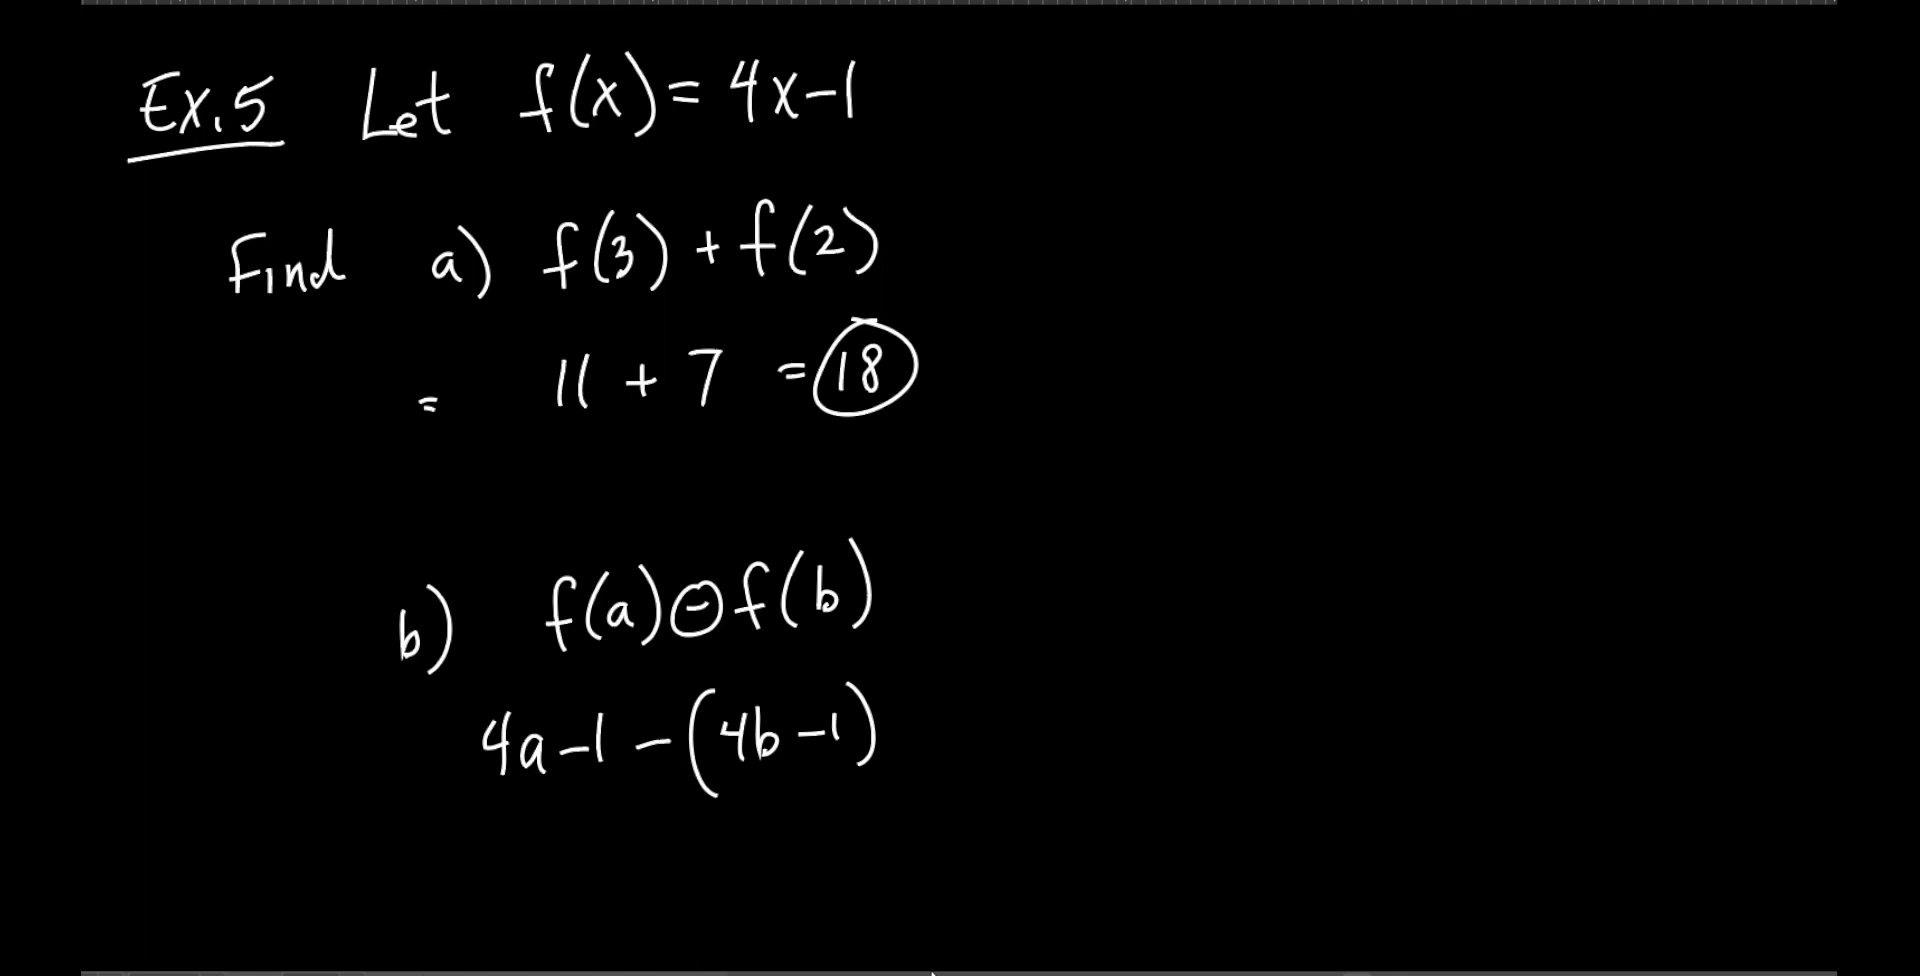 Ex.5 Let f(x) = 4x-1
Find a) f(3) + f(2)
= 11 + 7 = 18
b) f(a) - f(b)
4a-1 - (4b-1)